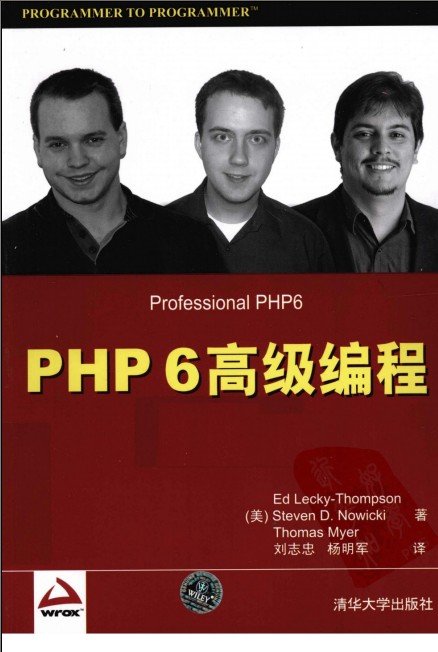 PROGRAMMER TO PROGRAMMER™
Professional PHP6
PHP 6高级编程
Ed Lecky-Thompson
(美) Steven D. Nowicki 著
Thomas Myer
刘志忠 杨明军 译
wrox™
WILEY
清华大学出版社